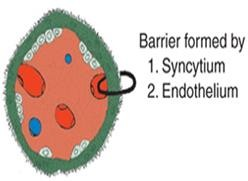 Barrier formed by
1. Syncytium
2. Endothelium